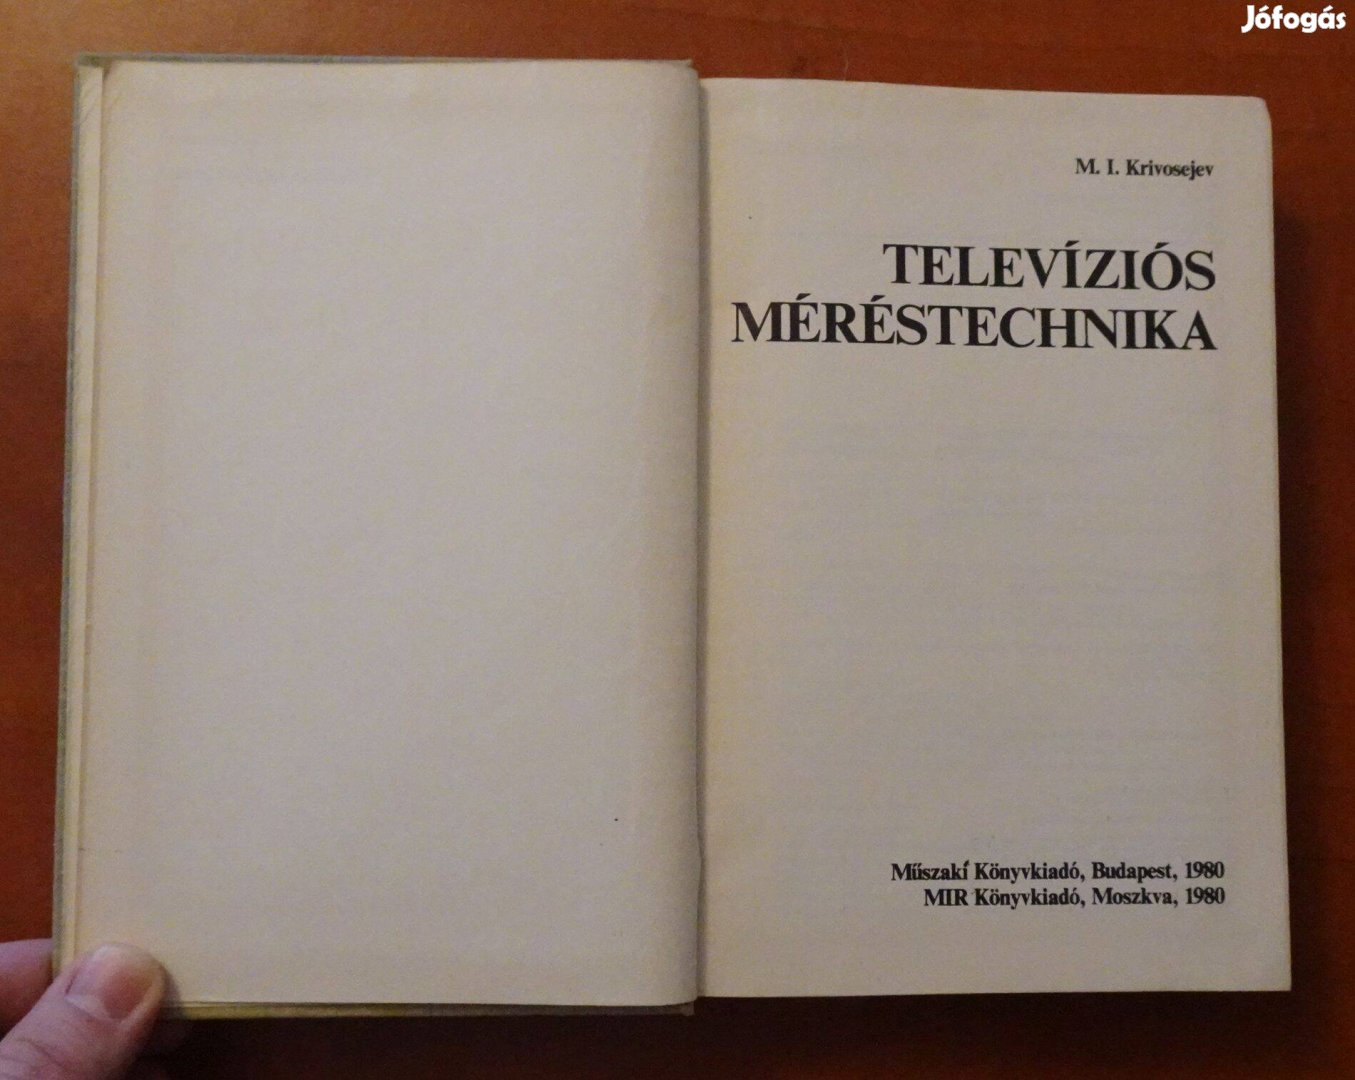 Jófogás
M. I. Krivosejev
TELEVÍZIÓS
MÉRÉSTECHNIKA
Műszaki Könyvkiadó, Budapest, 1980
MIR Könyvkiadó, Moszkva, 1980